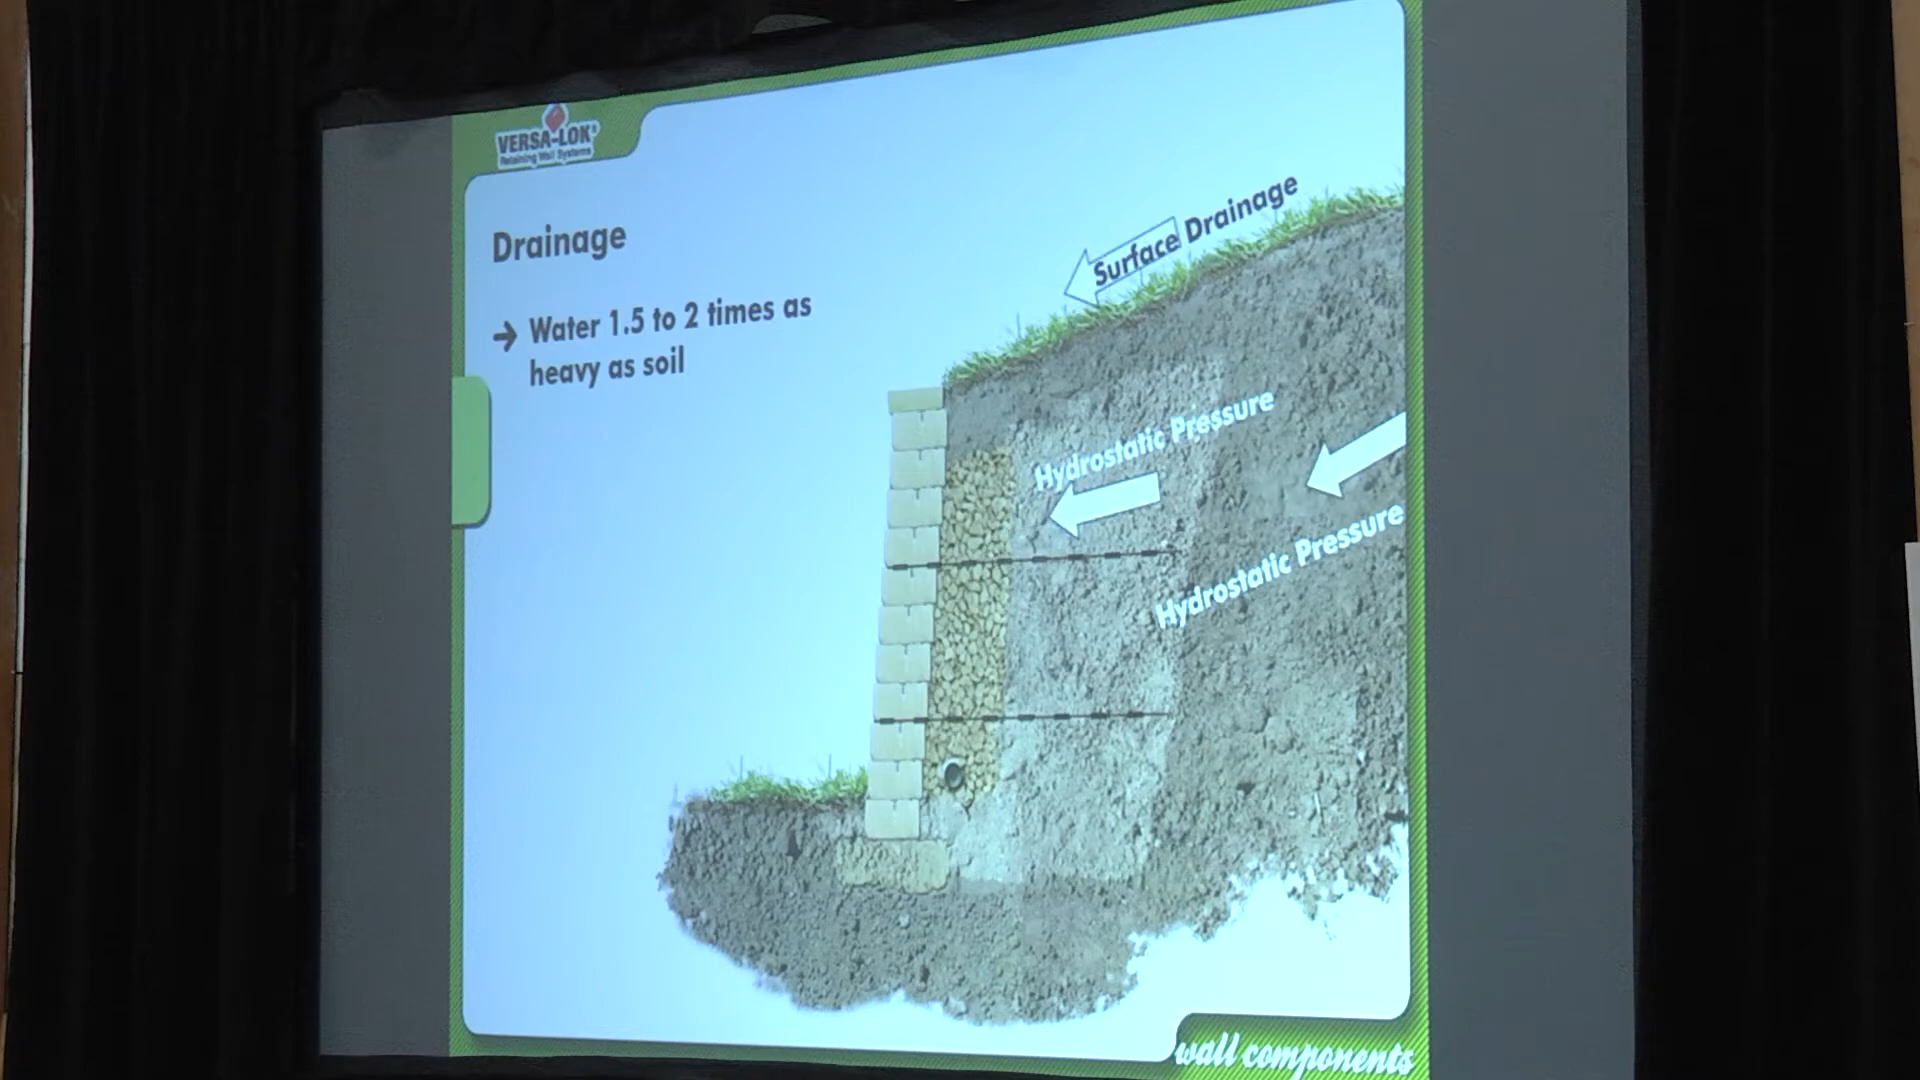 VERSA-LOK®
Retaining Wall Systems
Drainage
→ Water 1.5 to 2 times as
heavy as soil
Surface Drainage
Hydrostatic Pressure
Hydrostatic Pressure
wall components